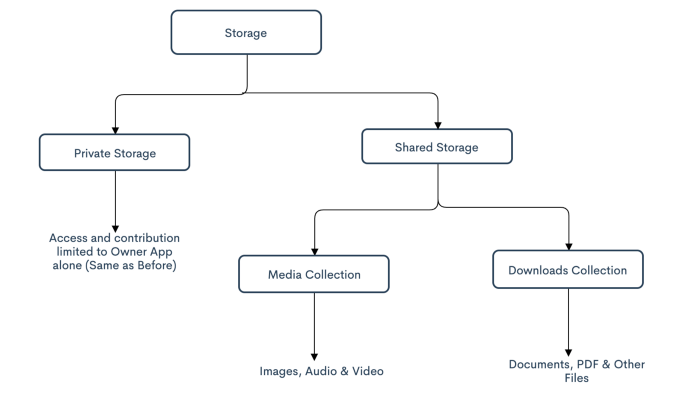 Storage
Private Storage
Shared Storage
Access and contribution
limited to Owner App
alone (Same as Before)
Media Collection
Downloads Collection
Images, Audio & Video
Documents, PDF & Other
Files